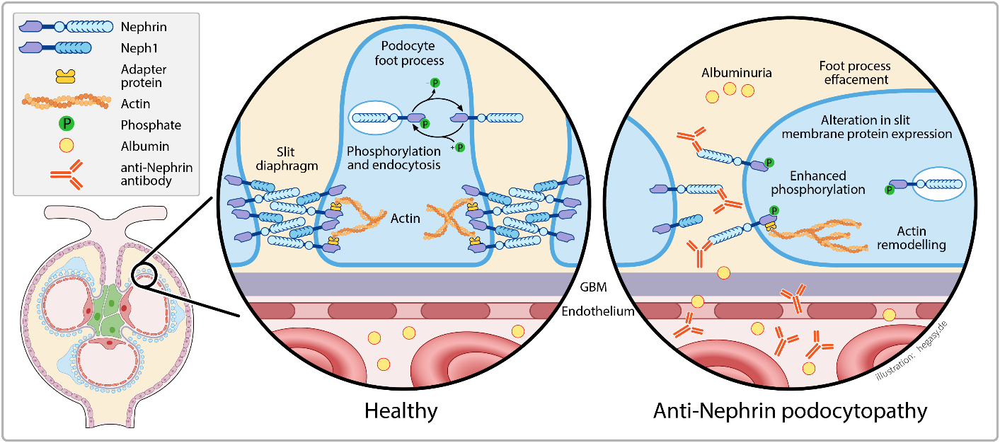 Nephrin
Neph1
Adapter
protein
Actin
P
Phosphate
Albumin
anti-Nephrin
antibody
Podocyte
foot process
- P
P
+ P
Phosphorylation
and endocytosis
Slit
diaphragm
Actin
Healthy
GBM
Endothelium
Albuminuria
Foot process
effacement
Alteration in slit
membrane protein expression
P
Enhanced
phosphorylation
P
P
Actin
remodelling
illustration: hegasy.de
Anti-Nephrin podocytopathy